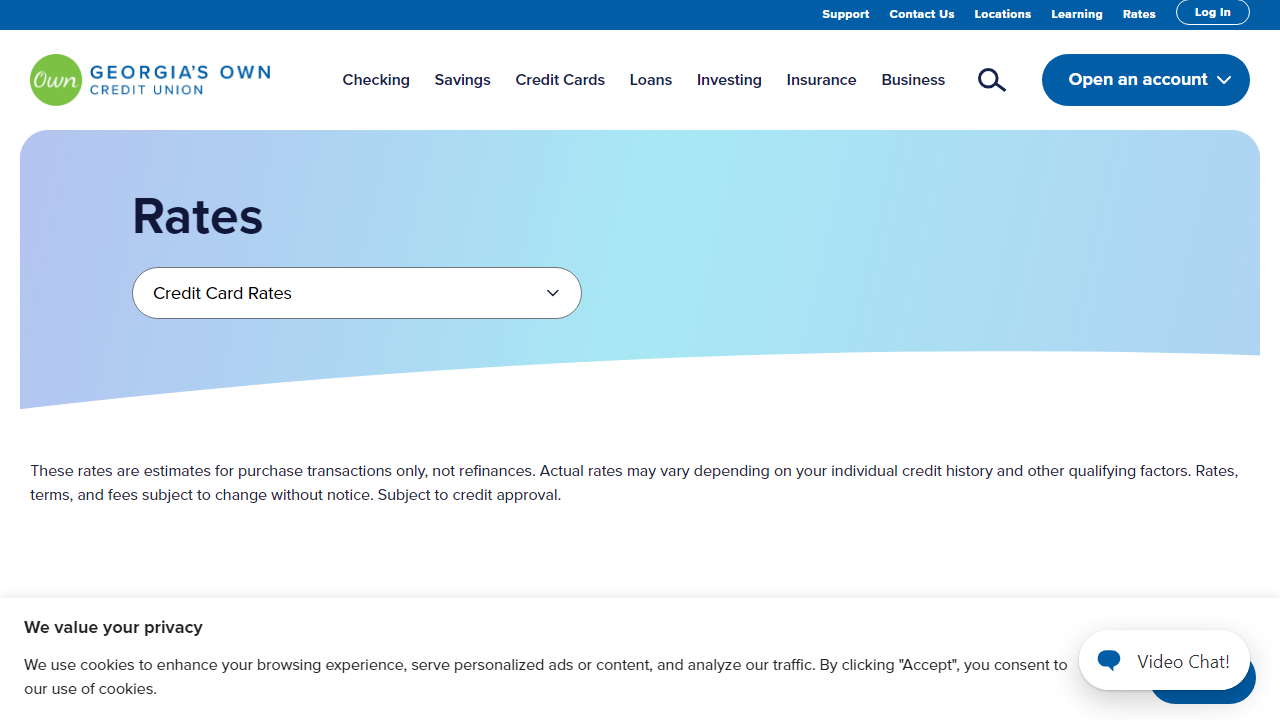 Support Contact Us Locations Learning Rates Log In
Own GEORGIA'S OWN
CREDIT UNION
Checking Savings Credit Cards Loans Investing Insurance Business Open an account
Rates
Credit Card Rates
These rates are estimates for purchase transactions only, not refinances. Actual rates may vary depending on your individual credit history and other qualifying factors. Rates,
terms, and fees subject to change without notice. Subject to credit approval.
We value your privacy
We use cookies to enhance your browsing experience, serve personalized ads or content, and analyze our traffic. By clicking "Accept", you consent to
our use of cookies.
Video Chat!